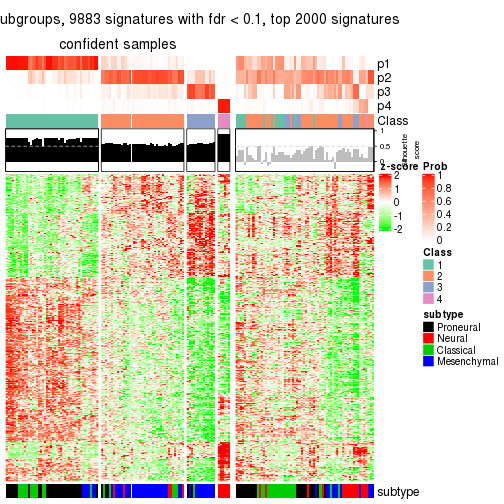 ubgroups, 9883 signatures with fdr < 0.1, top 2000 signatures
confident samples
p1
p2
p3
p4
Class
1
0.5
0
silhouette
score
z-score
2
1
0
-1
-2
Prob
1
0.8
0.6
0.4
0.2
0
Class
1
2
3
4
subtype
Proneural
Neural
Classical
Mesenchymal
subtype